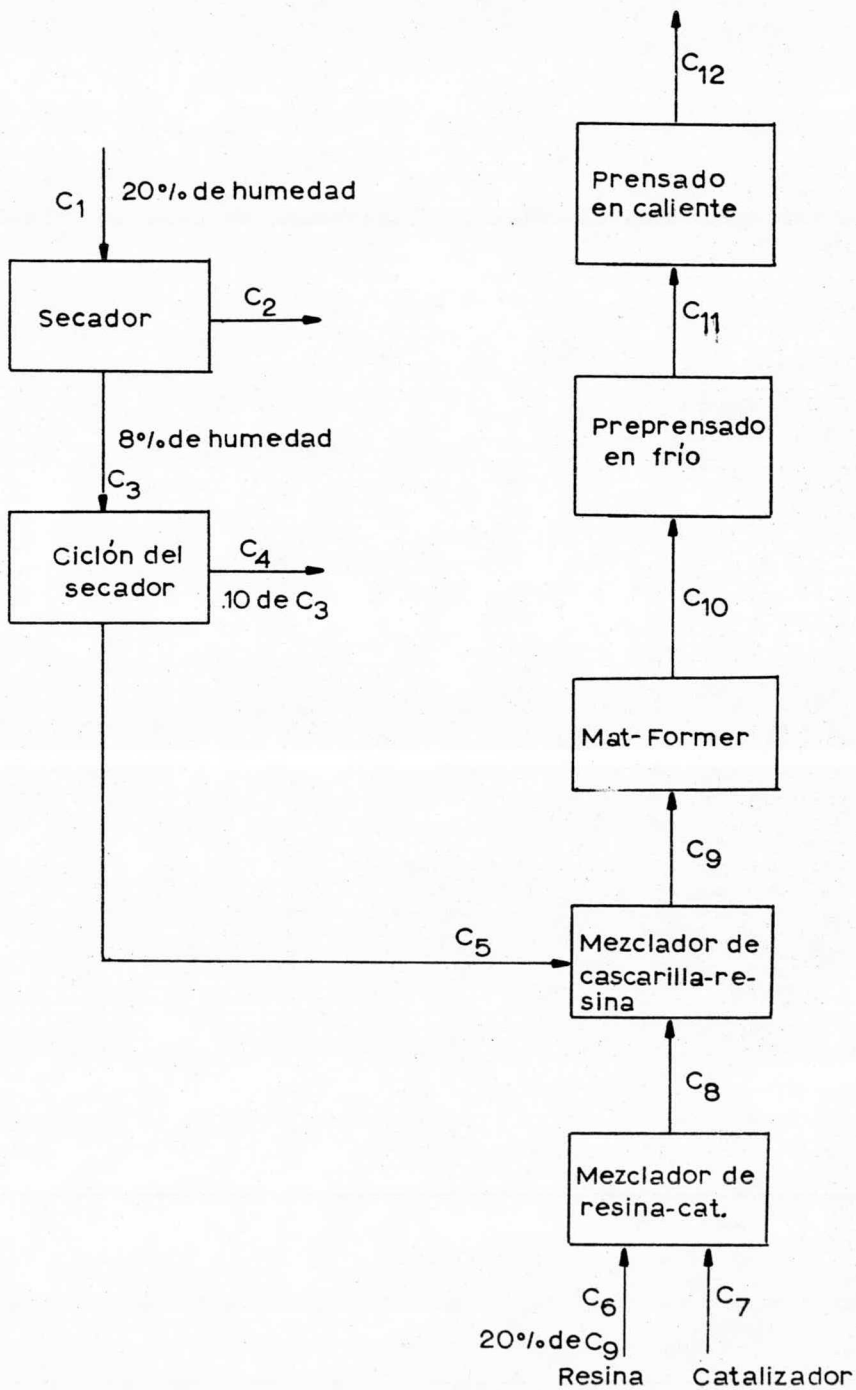 C12
Prensado
en caliente
C11
Preprensado
en frío
C10
Mat-Former
C9
C1
20% de humedad
Secador
C2
8% de humedad
C3
Ciclón del
secador
C4
.10 de C3
C5
Mezclador de
cascarilla-re-
sina
C8
Mezclador de
resina-cat.
C6
C7
20% de C9
Resina
Catalizador